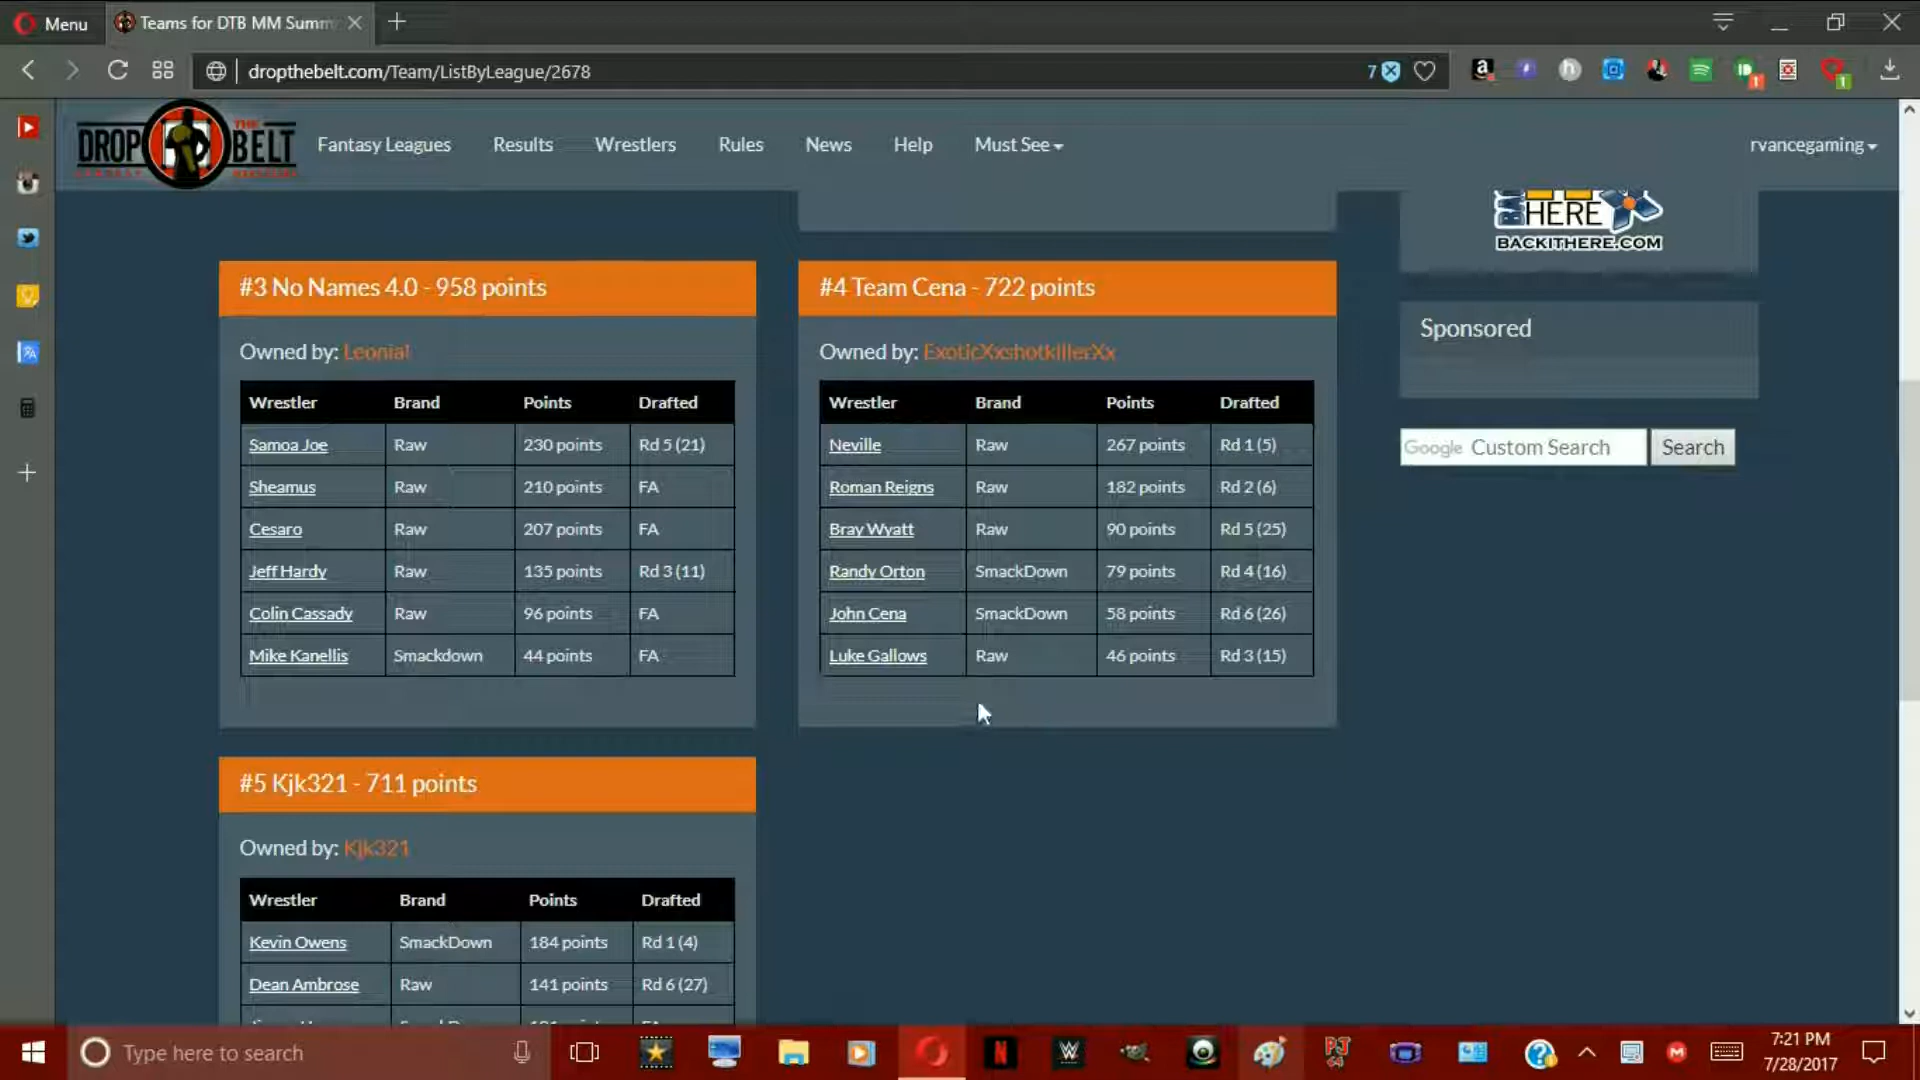 Menu
Teams for DTB MM Summ
dropthebelt.com/Team/ListByLeague/2678
7
DROP THE BELT
Fantasy Leagues
Results
Wrestlers
Rules
News
Help
Must See
rvancegaming
HERE
BACKITHERE.COM
#3 No Names 4.0 - 958 points
Owned by: Leonial
Wrestler Brand Points Drafted
Samoa Joe Raw 230 points Rd 5 (21)
Sheamus Raw 210 points FA
Cesaro Raw 207 points FA
Jeff Hardy Raw 135 points Rd 3 (11)
Colin Cassady Raw 96 points FA
Mike Kanellis Smackdown 44 points FA
#4 Team Cena - 722 points
Owned by: ExoticXxshotkillerXx
Wrestler Brand Points Drafted
Neville Raw 267 points Rd 1 (5)
Roman Reigns Raw 182 points Rd 2 (6)
Bray Wyatt Raw 90 points Rd 5 (25)
Randy Orton SmackDown 79 points Rd 4 (16)
John Cena SmackDown 58 points Rd 6 (26)
Luke Gallows Raw 46 points Rd 3 (15)
Sponsored
Google Custom Search
Search
#5 Kjk321 - 711 points
Owned by: Kjk321
Wrestler Brand Points Drafted
Kevin Owens SmackDown 184 points Rd 1 (4)
Dean Ambrose Raw 141 points Rd 6 (27)
Type here to search
7:21 PM
7/28/2017